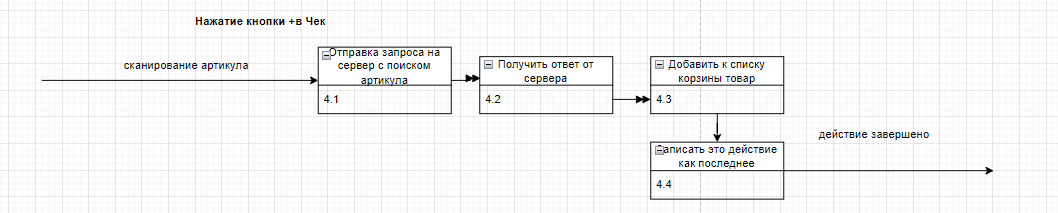 Нажатие кнопки +в Чек
сканирование артикула
Отправка запроса на
сервер с поиском
артикула
4.1
Получить ответ от
сервера
4.2
Добавить к списку
корзины товар
4.3
Записать это действие
как последнее
4.4
действие завершено